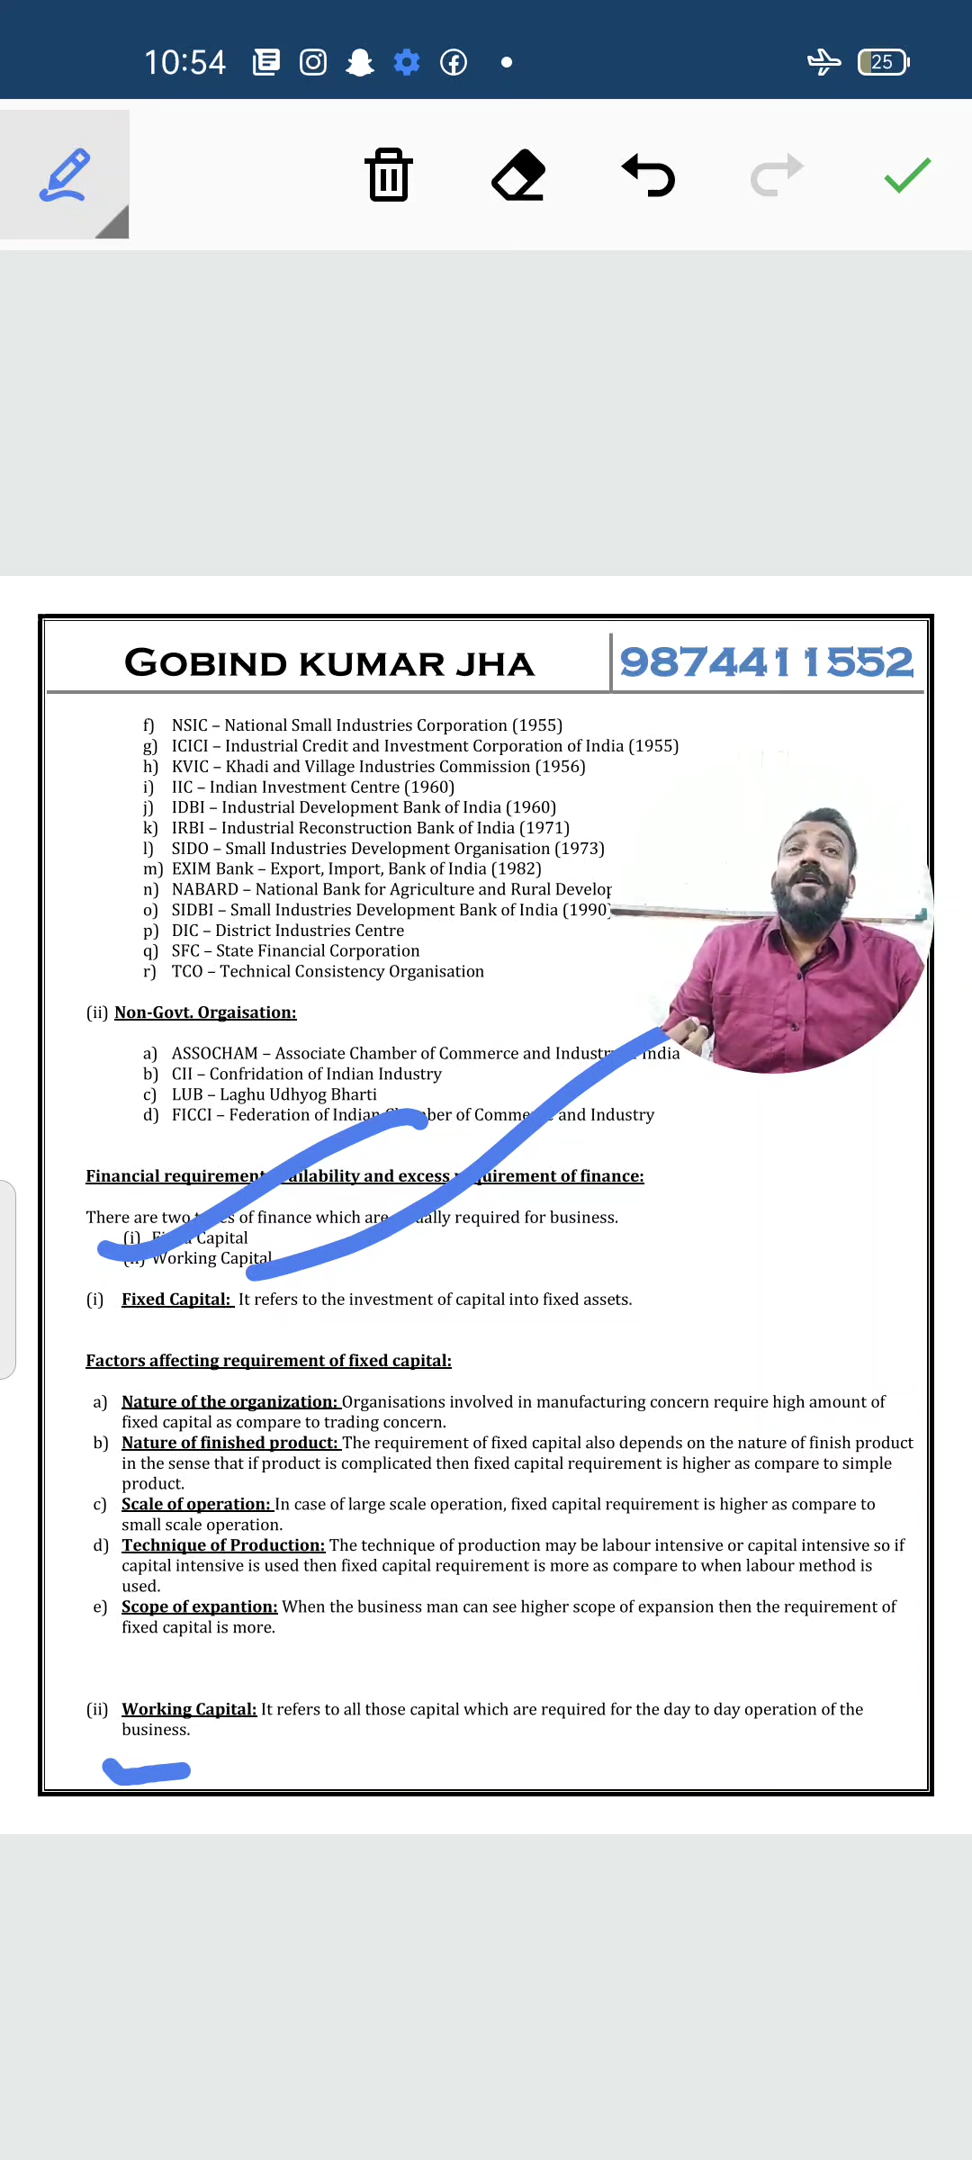 10:54
25
GOBIND KUMAR JHA
9874411552
f) NSIC – National Small Industries Corporation (1955)
g) ICICI – Industrial Credit and Investment Corporation of India (1955)
h) KVIC – Khadi and Village Industries Commission (1956)
i) IIC – Indian Investment Centre (1960)
j) IDBI – Industrial Development Bank of India (1960)
k) IRBI – Industrial Reconstruction Bank of India (1971)
l) SIDO – Small Industries Development Organisation (1973)
m) EXIM Bank – Export, Import, Bank of India (1982)
n) NABARD – National Bank for Agriculture and Rural
o) SIDBI – Small Industries Development Bank of India (1990)
p) DIC – District Industries Centre
q) SFC – State Financial Corporation
r) TCO – Technical Consistency Organisation
(ii) Non-Govt. Orgaisation:
a) ASSOCHAM – Associate Chamber of Commerce and India
b) CII – Confridation of Indian Industry
c) LUB – Laghu Udhyog Bharti
d) FICCI – Federation of Indian and Industry
Financial requirement and excess of finance:
There are two of finance which are required for business.
(i) Capital
Working Capital
(i) Fixed Capital: It refers to the investment of capital into fixed assets.
Factors affecting requirement of fixed capital:
a) Nature of the organization: Organisations involved in manufacturing concern require high amount of
fixed capital as compare to trading concern.
b) Nature of finished product: The requirement of fixed capital also depends on the nature of finish product
in the sense that if product is complicated then fixed capital requirement is higher as compare to simple
product.
c) Scale of operation: In case of large scale operation, fixed capital requirement is higher as compare to
small scale operation.
d) Technique of Production: The technique of production may be labour intensive or capital intensive so if
capital intensive is used then fixed capital requirement is more as compare to when labour method is
used.
e) Scope of expantion: When the business man can see higher scope of expansion then the requirement of
fixed capital is more.
(ii) Working Capital: It refers to all those capital which are required for the day to day operation of the
business.